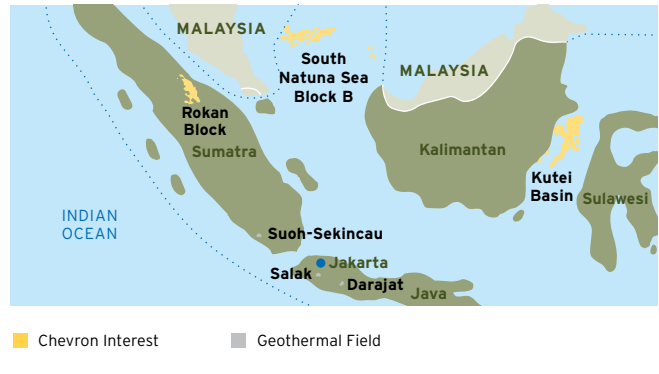 MALAYSIA
South
Natuna Sea
Block B
MALAYSIA
Rokan
Block
Sumatra
Kalimantan
Kutei
Basin
Sulawesi
INDIAN
OCEAN
Suoh-Sekincau
Jakarta
Salak
Darajat
Java
Chevron Interest
Geothermal Field